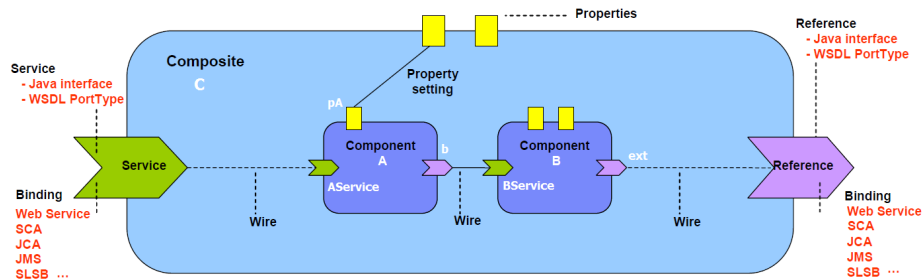 Properties
Reference
- Java interface
- WSDL PortType
Composite
C
Service
- Java interface
- WSDL PortType
Property
setting
pA
Component
A
b
Component
B
ext
Service
AService
BService
Reference
Binding
Web Service
SCA
JCA
JMS
SLSB ...
Wire
Wire
Wire
Binding
Web Service
SCA
JCA
JMS
SLSB ...